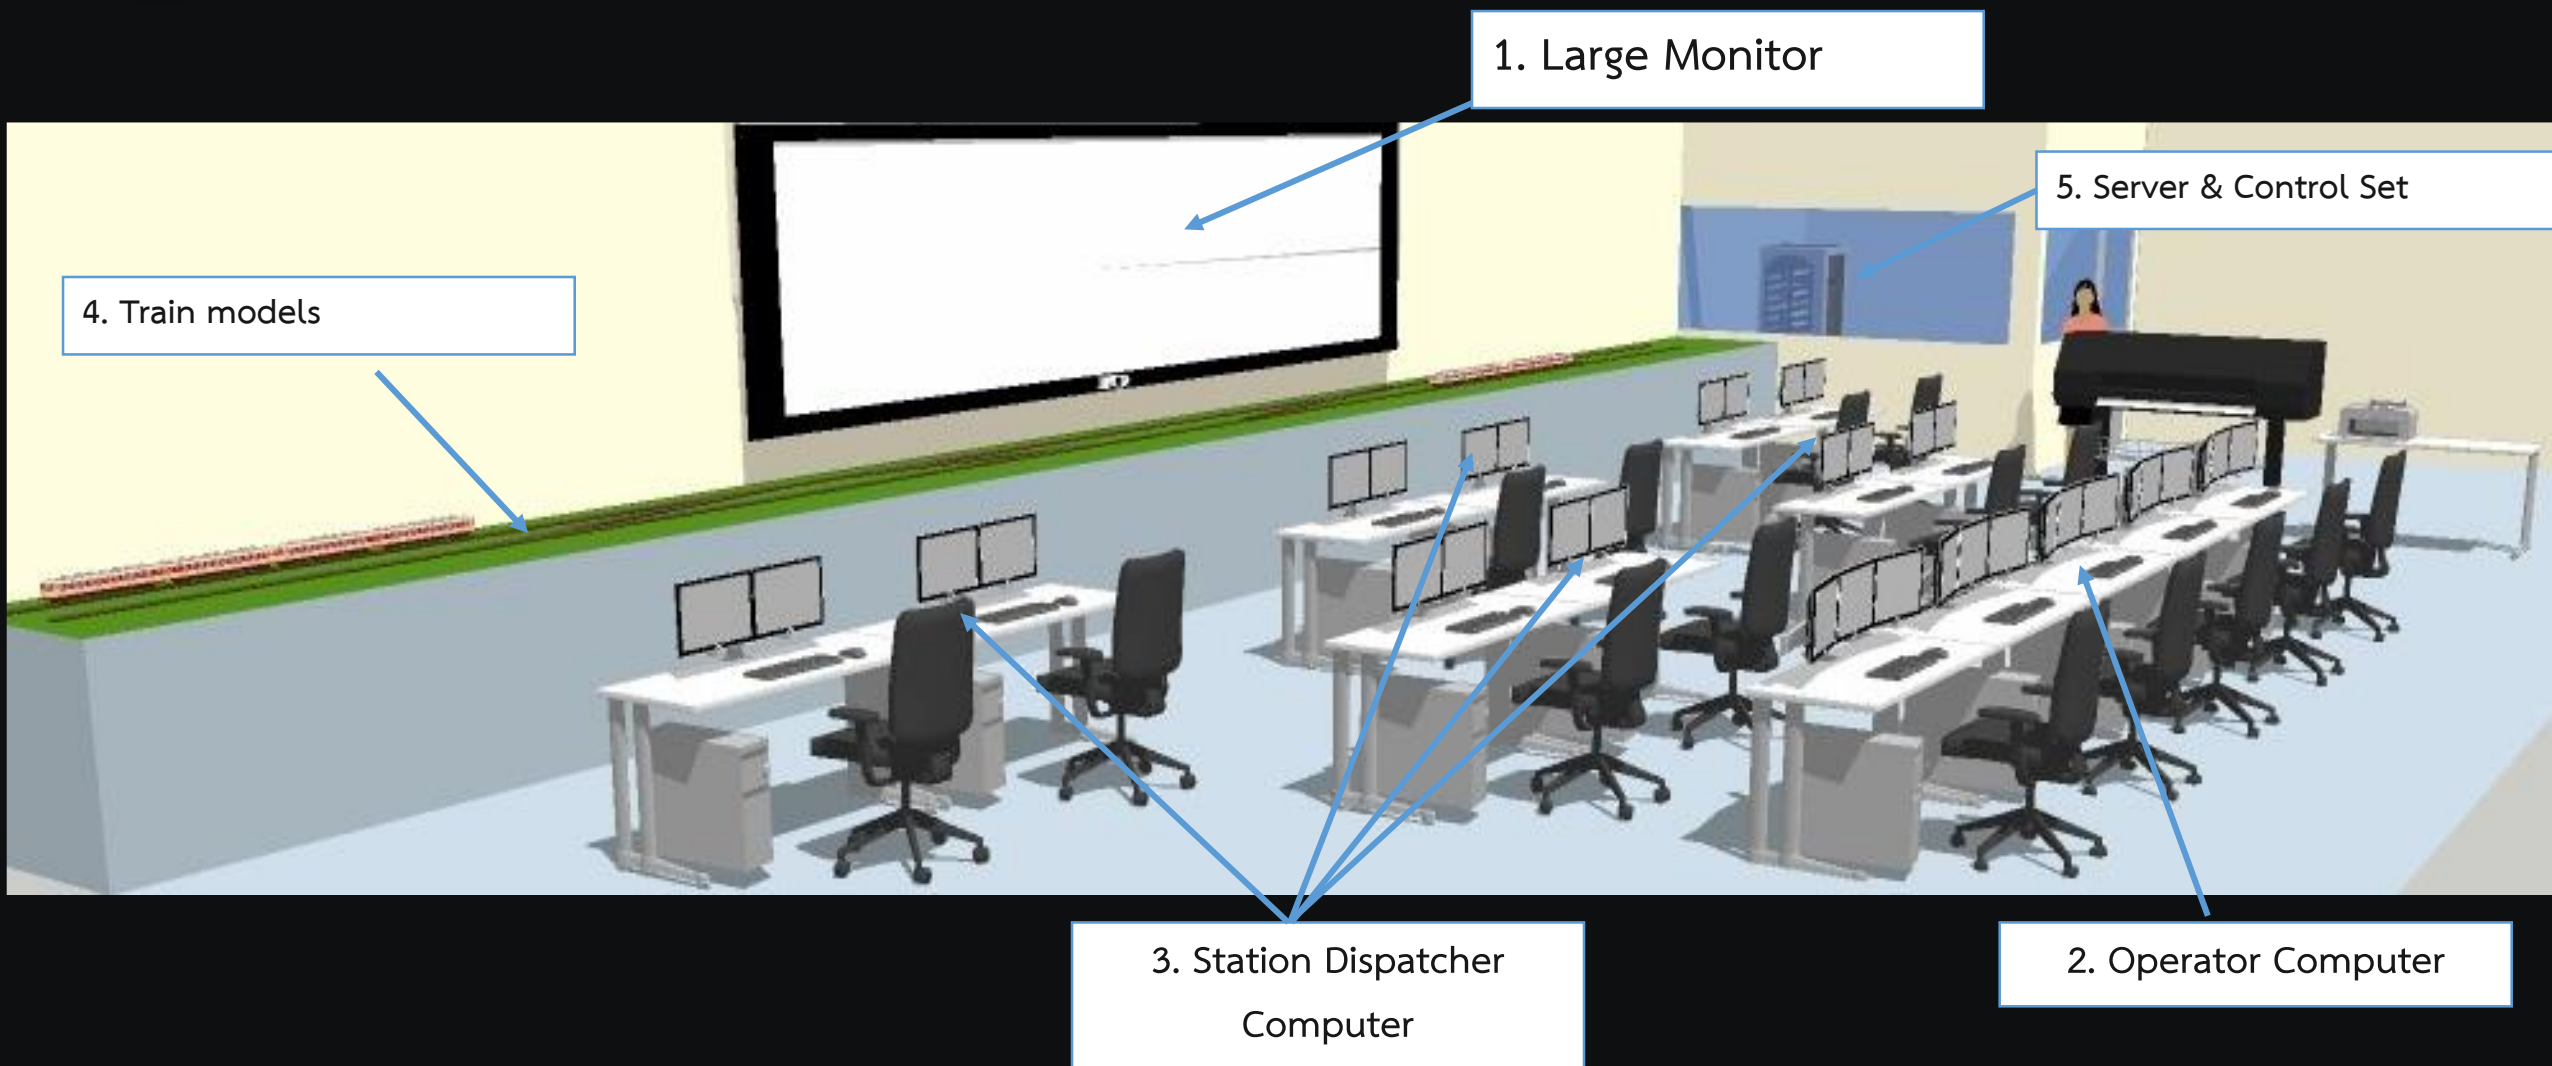 1. Large Monitor
5. Server & Control Set
4. Train models
3. Station Dispatcher
Computer
2. Operator Computer